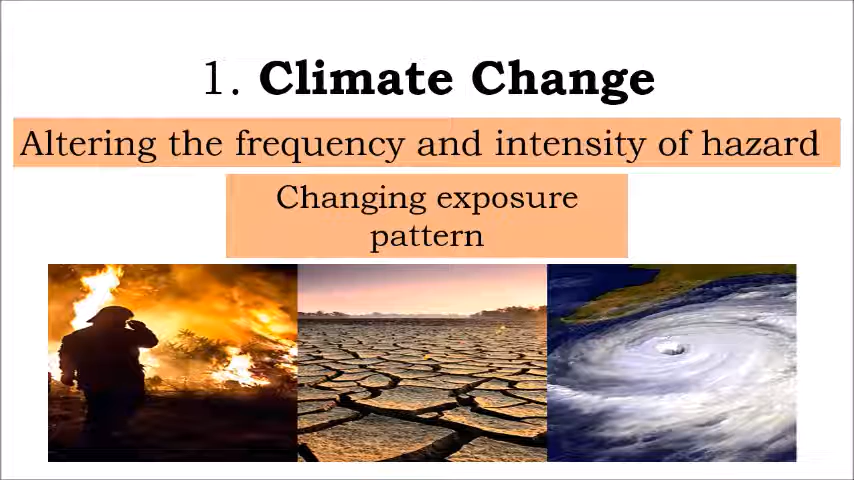 1. Climate Change
Altering the frequency and intensity of hazard
Changing exposure
pattern